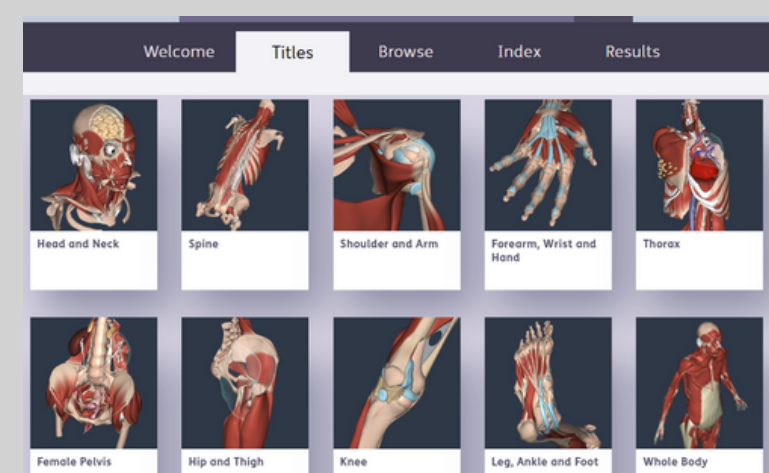 Welcome Titles Browse Index Results
Head and Neck
Spine
Shoulder and Arm
Forearm, Wrist and
Hand
Thorax
Female Pelvis
Hip and Thigh
Knee
Leg, Ankle and Foot
Whole Body